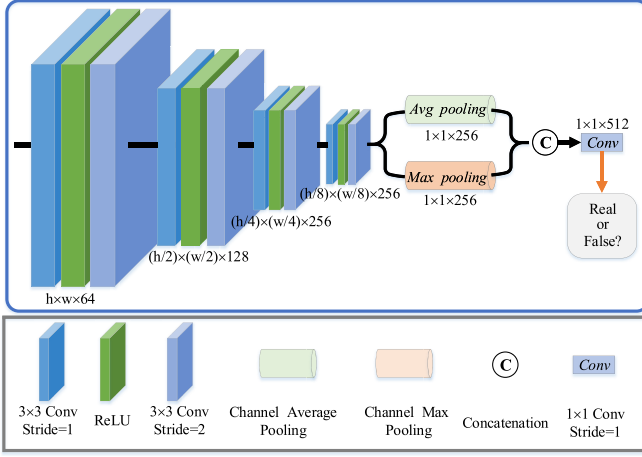 h×w×64
(h/2)×(w/2)×128
(h/4)×(w/4)×256
(h/8)×(w/8)×256
Avg pooling
1×1×256
Max pooling
1×1×256
C
1×1×512
Conv
Real
or
False?
3×3 Conv
Stride=1
ReLU
3×3 Conv
Stride=2
Channel Average
Pooling
Channel Max
Pooling
C
Concatenation
Conv
1×1 Conv
Stride=1